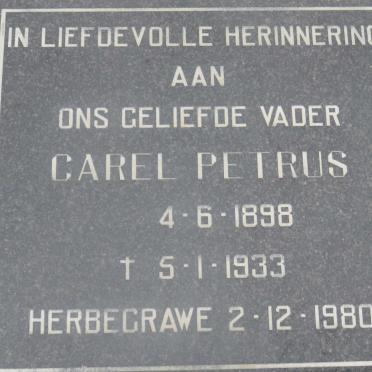 IN LIEFDEVOLLE HERINNERING
AAN
ONS GELIEFDE VADER
CAREL PETRUS
4-6-1898
† 5-1-1933
HERBEGRAWE 2-12-1980